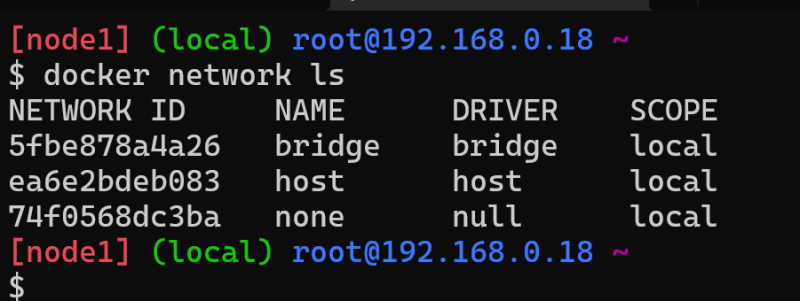 [node1] (local) root@192.168.0.18 ~
$ docker network ls
NETWORK ID     NAME      DRIVER    SCOPE
5fbe878a4a26   bridge    bridge    local
ea6e2bdeb083   host      host      local
74f0568dc3ba   none      null      local
[node1] (local) root@192.168.0.18 ~
$